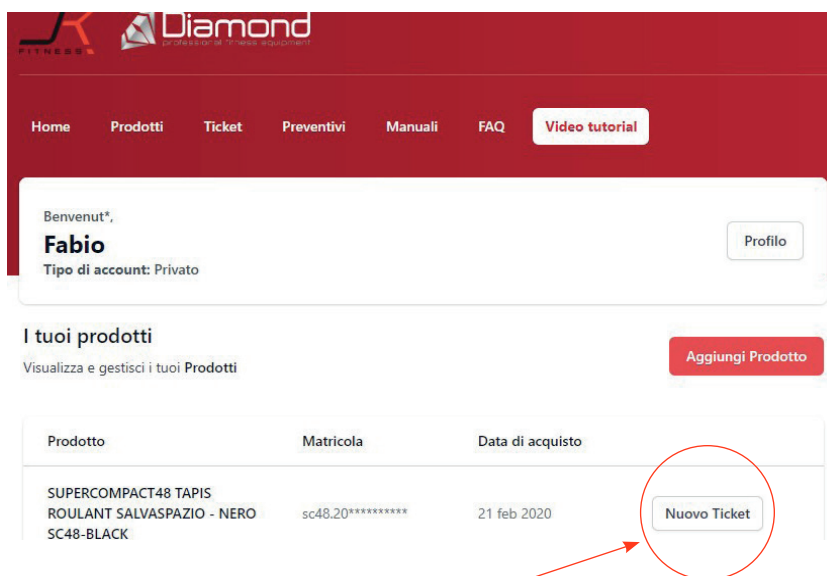 JK Diamond
FITNESS professional fitness equipment
Home Prodotti Ticket Preventivi Manuali FAQ Video tutorial
Benvenut*,
Fabio
Profilo
Tipo di account: Privato
I tuoi prodotti
Aggiungi Prodotto
Visualizza e gestisci i tuoi Prodotti
Prodotto Matricola Data di acquisto
SUPERCOMPACT48 TAPIS
ROULANT SALVASPAZIO - NERO sc48.20********** 21 feb 2020 Nuovo Ticket
SC48-BLACK